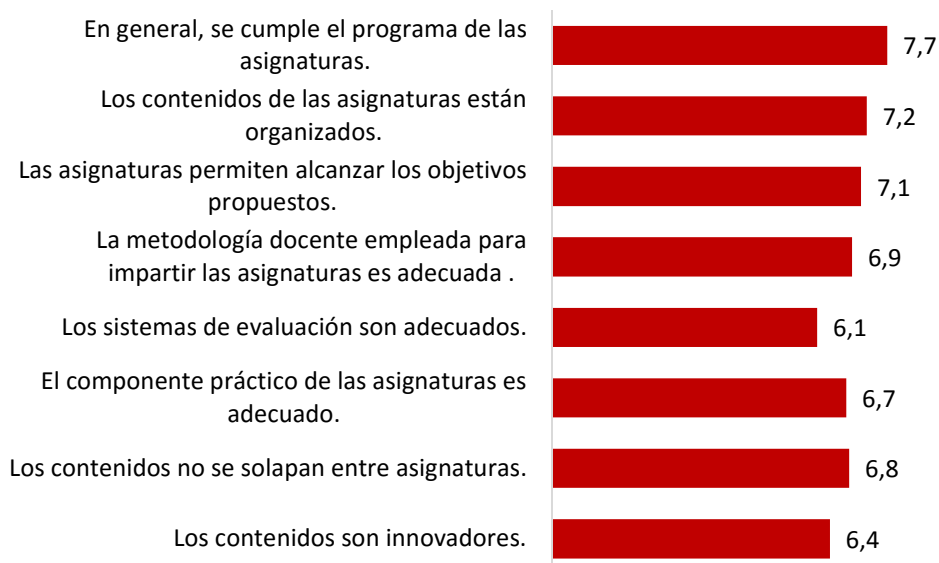 En general, se cumple el programa de las
asignaturas.
7,7
Los contenidos de las asignaturas están
organizados.
7,2
Las asignaturas permiten alcanzar los objetivos
propuestos.
7,1
La metodología docente empleada para
impartir las asignaturas es adecuada .
6,9
Los sistemas de evaluación son adecuados.
6,1
El componente práctico de las asignaturas es
adecuado.
6,7
Los contenidos no se solapan entre asignaturas.
6,8
Los contenidos son innovadores.
6,4